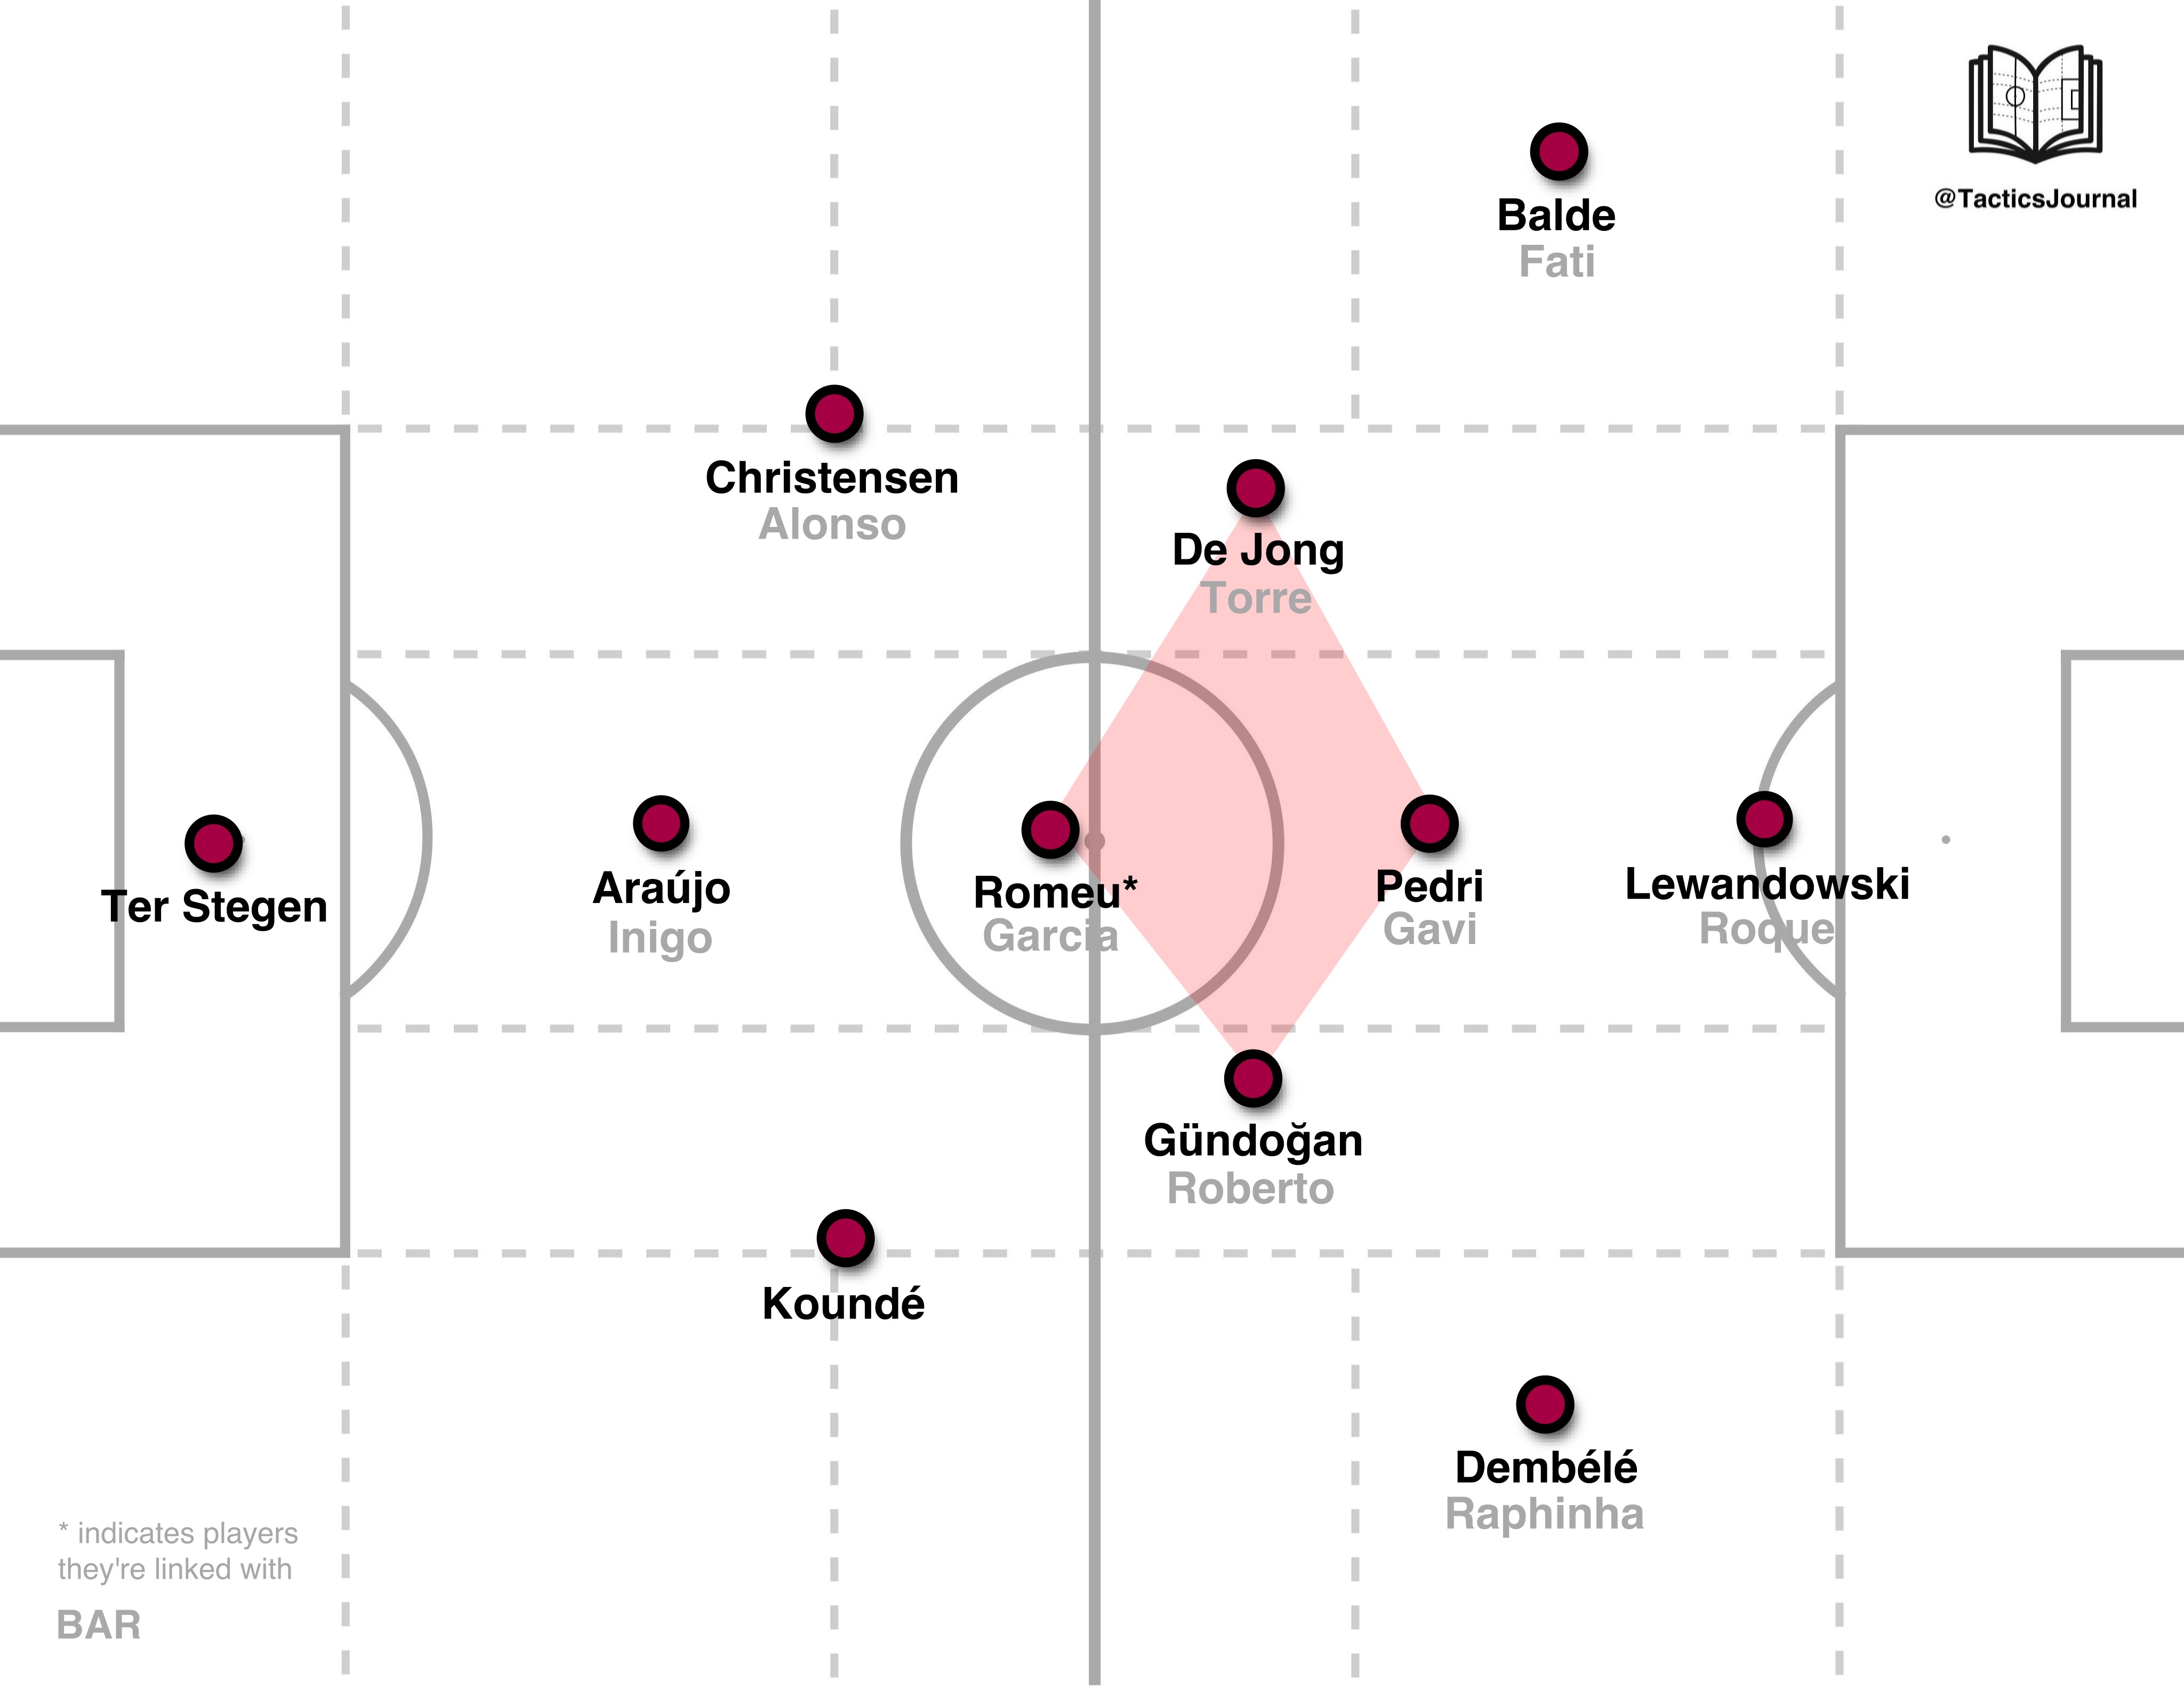 @TacticsJournal
Balde
Fati
Christensen
Alonso
De Jong
Torre
Ter Stegen
Araújo
Inigo
Romeu*
Garcia
Pedri
Gavi
Lewandowski
Roque
Gündoğan
Roberto
Koundé
Dembélé
Raphinha
* indicates players
they're linked with
BAR